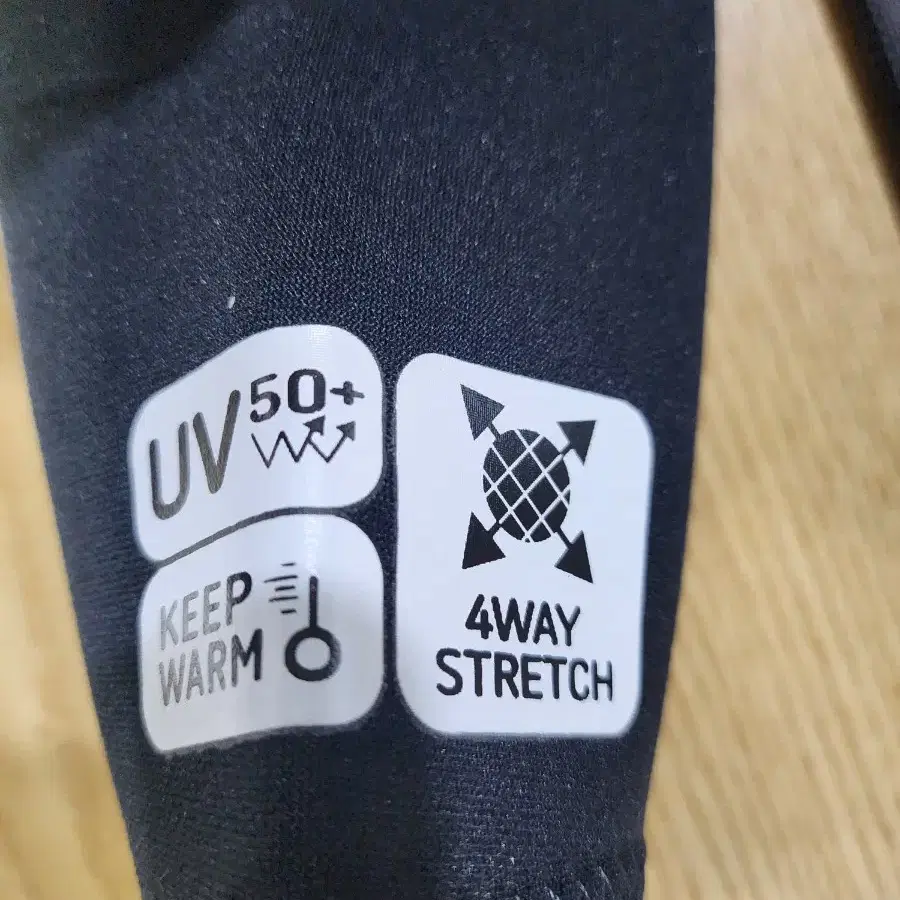 UV 50+
KEEP
WARM
4WAY
STRETCH